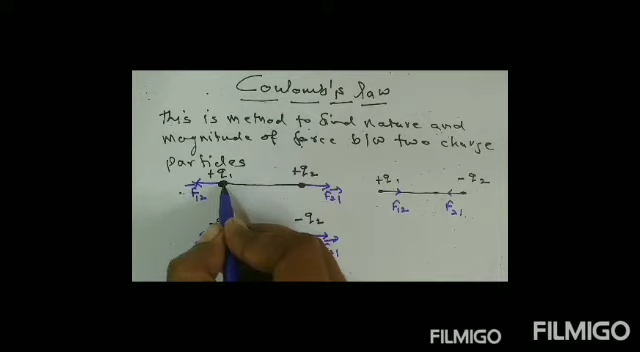 Coulomb's law
this is method to find nature and
magnitude of force b/w two charge
particles
+q₁ +q₂ +q₁ -q₂
F₁₂ F₂₁ F₁₂ F₂₁
-q₂
FILMIGO FILMIGO